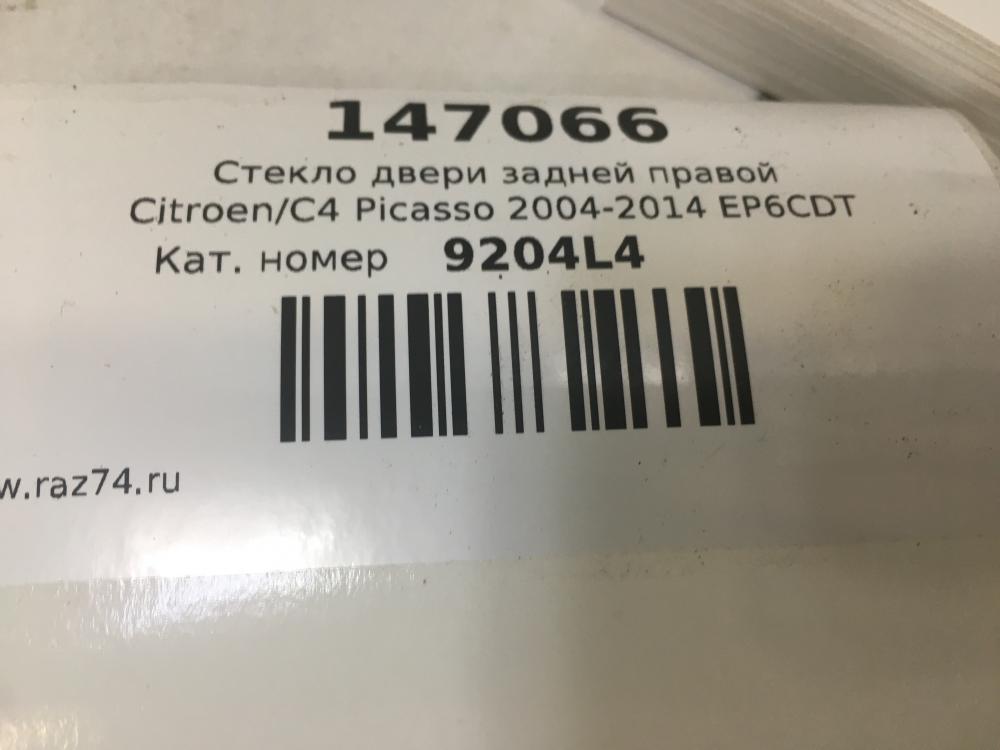 147066
Стекло двери задней правой
Citroen/C4 Picasso 2004-2014 EP6CDT
Кат. номер 9204L4
w.raz74.ru